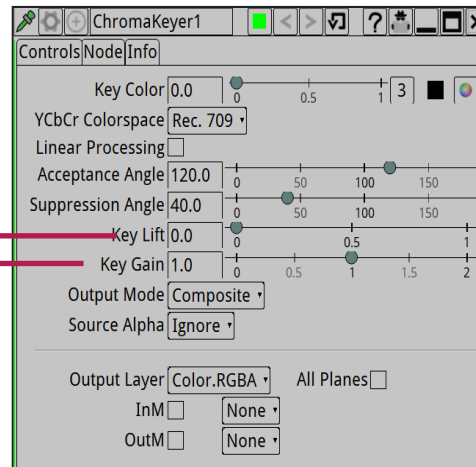 ChromaKeyer1 ?
Controls Node Info
Key Color 0.0 0 0.5 1 3
YCbCr Colorspace Rec. 709
Linear Processing
Acceptance Angle 120.0 0 50 100 150
Suppression Angle 40.0 0 50 100 150
Key Lift 0.0 0 0.5 1
Key Gain 1.0 0 0.5 1 1.5 2
Output Mode Composite
Source Alpha Ignore
Output Layer Color.RGBA All Planes
InM None
OutM None